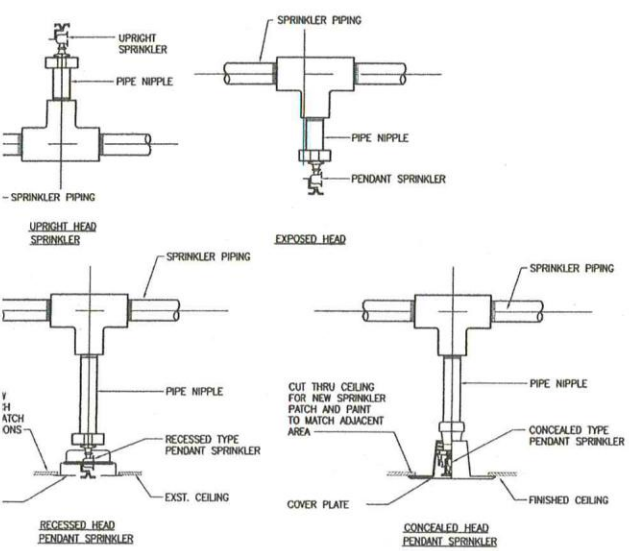 UPRIGHT
SPRINKLER
PIPE NIPPLE
SPRINKLER PIPING
UPRIGHT HEAD
SPRINKLER
SPRINKLER PIPING
PIPE NIPPLE
PENDANT SPRINKLER
EXPOSED HEAD
SPRINKLER PIPING
PIPE NIPPLE
ATCH
ONS
RECESSED TYPE
PENDANT SPRINKLER
EXST. CEILING
RECESSED HEAD
PENDANT SPRINKLER
SPRINKLER PIPING
PIPE NIPPLE
CUT THRU CEILING
FOR NEW SPRINKLER
PATCH AND PAINT
TO MATCH ADJACENT
AREA
CONCEALED TYPE
PENDANT SPRINKLER
COVER PLATE
FINISHED CEILING
CONCEALED HEAD
PENDANT SPRINKLER